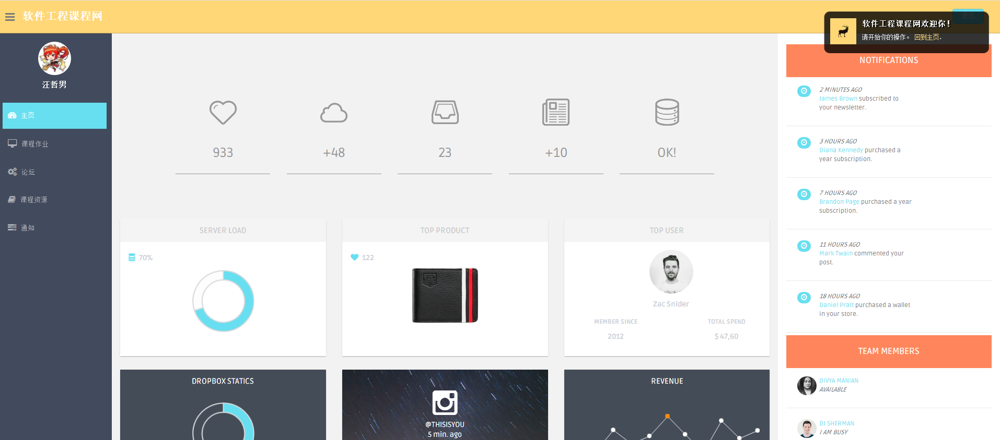 软件工程课程网
退出
软件工程课程网欢迎你！
请开始你的操作。 回到主页.
汪哲男
主页
课程作业
论坛
课程资源
通知
933
+48
23
+10
OK!
SERVER LOAD
70%
TOP PRODUCT
122
TOP USER
Zac Snider
MEMBER SINCE
TOTAL SPEND
2012
$ 47,60
DROPBOX STATICS
@THISISYOU
5 min. ago
REVENUE
NOTIFICATIONS
2 MINUTES AGO
James Brown subscribed to
your newsletter.
3 HOURS AGO
Diana Kennedy purchased a
year subscription.
7 HOURS AGO
Brandon Page purchased a year
subscription.
11 HOURS AGO
Mark Twain commented your
post.
18 HOURS AGO
Daniel Pratt purchased a wallet
in your store.
TEAM MEMBERS
DIVYA MANIAN
AVAILABLE
DJ SHERMAN
I AM BUSY